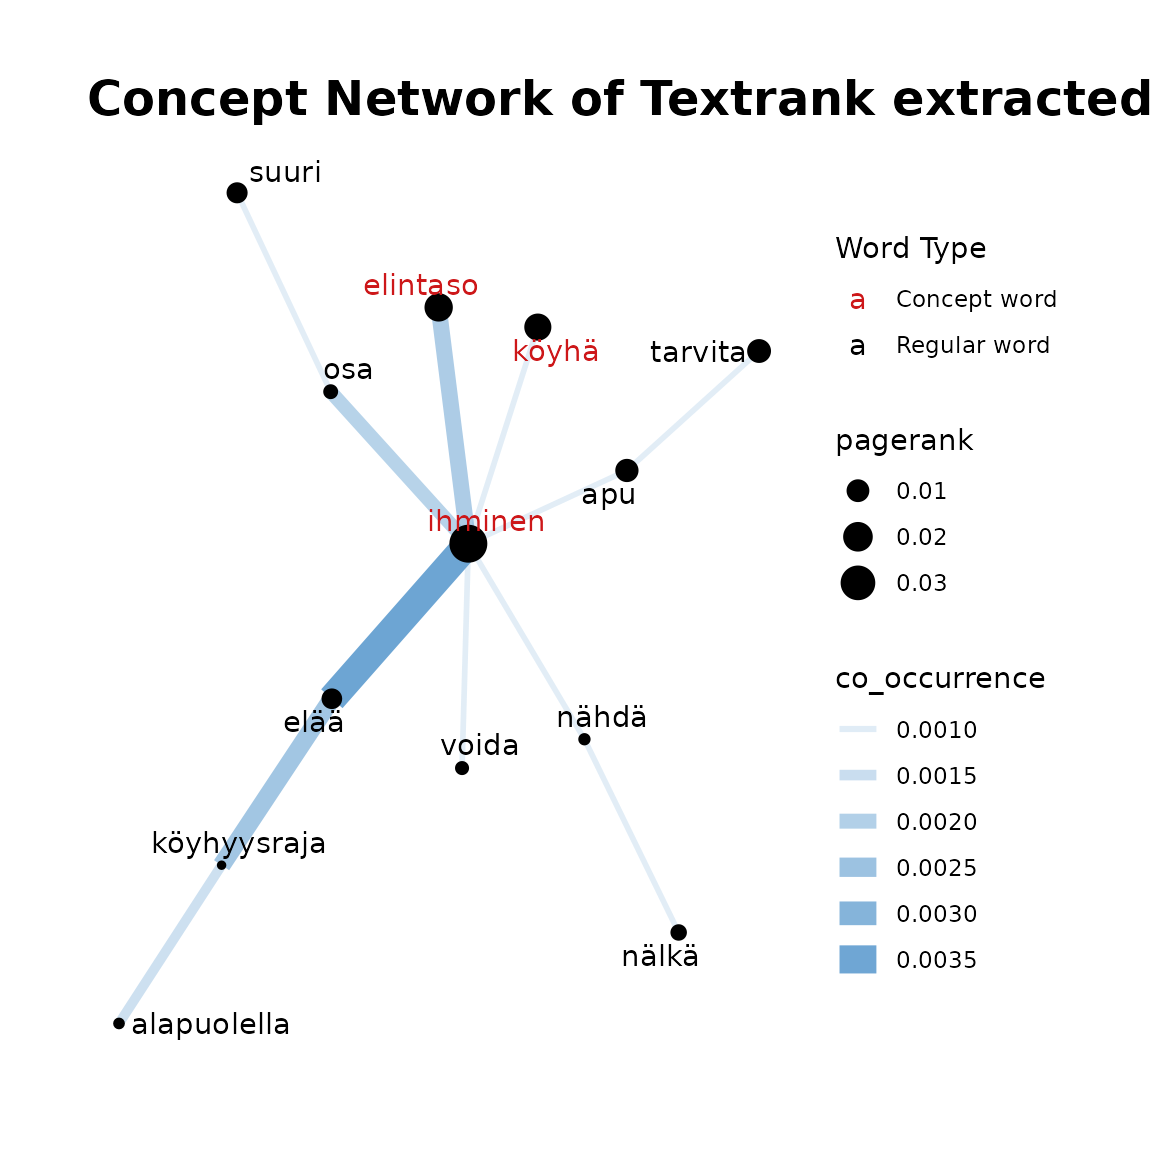 Concept Network of Textrank extracted
suuri
elintaso
köyhä
tarvita
osa
apu
ihminen
elää
voida
nähdä
köyhyysraja
nälkä
alapuolella
Word Type
a Concept word
a Regular word
pagerank
0.01
0.02
0.03
co_occurrence
0.0010
0.0015
0.0020
0.0025
0.0030
0.0035